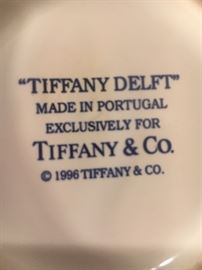 "TIFFANY DELFT"
MADE IN PORTUGAL
EXCLUSIVELY FOR
TIFFANY & CO.
© 1996 TIFFANY & CO.